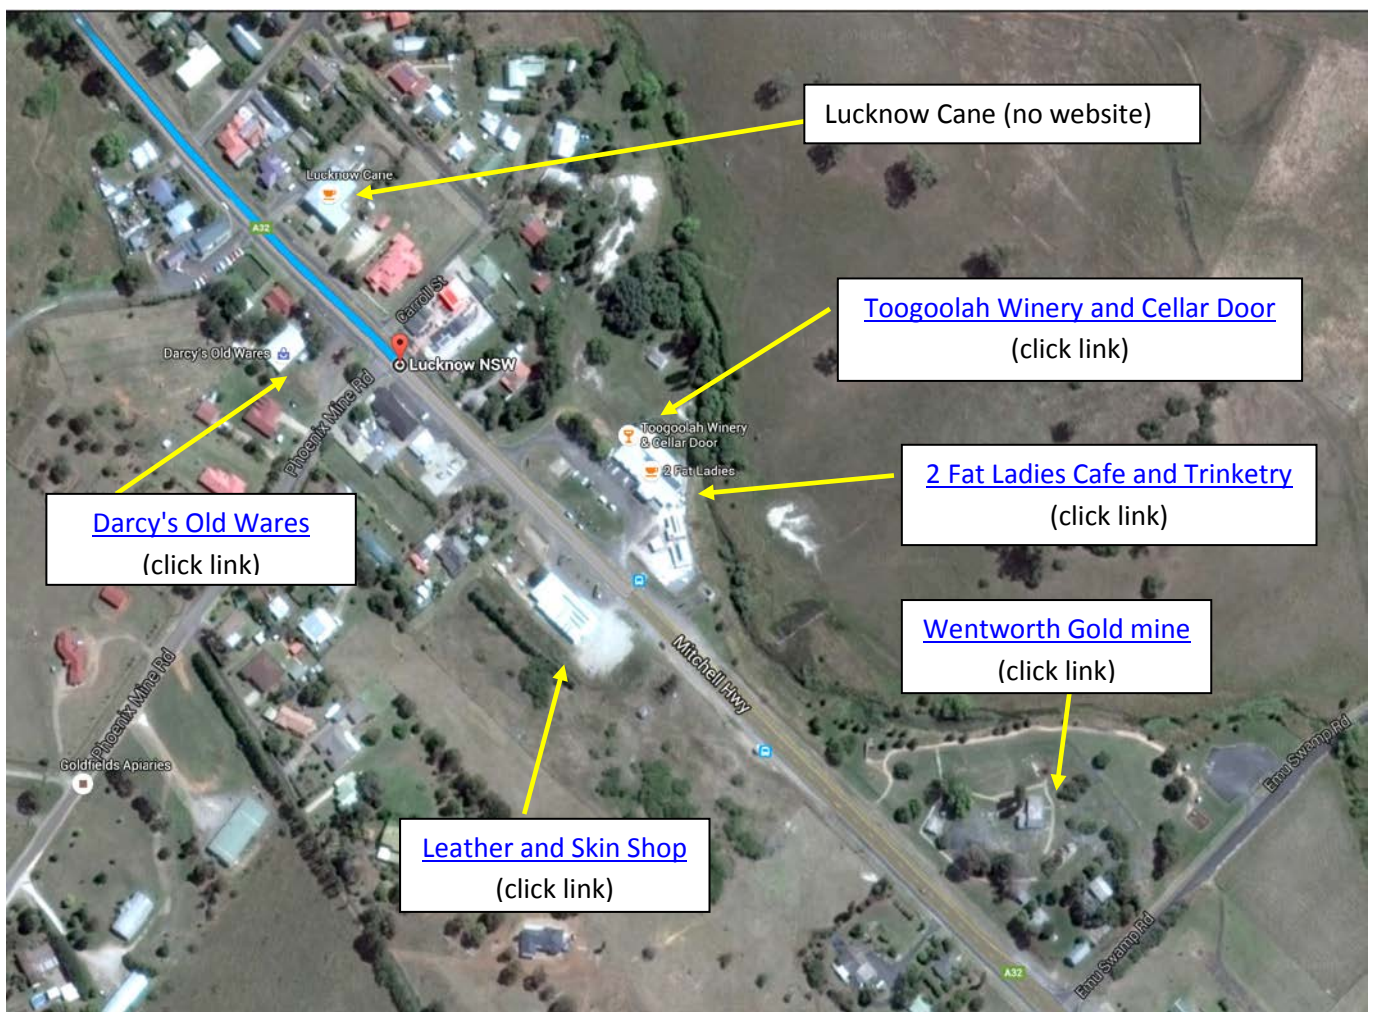 Lucknow Cane (no website)
Lucknow Cane
A32
Carroll St
Toogoolah Winery and Cellar Door
(click link)
Darcy's Old Wares
Lucknow NSW
Phoenix Mine Rd
Toogoolah Winery
& Cellar Door
2 Fat Ladies
2 Fat Ladies Cafe and Trinketry
(click link)
Darcy's Old Wares
(click link)
Wentworth Gold mine
(click link)
Mitchell Hwy
Phoenix Mine Rd
Goldfields Apiaries
Emu Swamp Rd
Leather and Skin Shop
(click link)
Emu Swamp Rd
A32